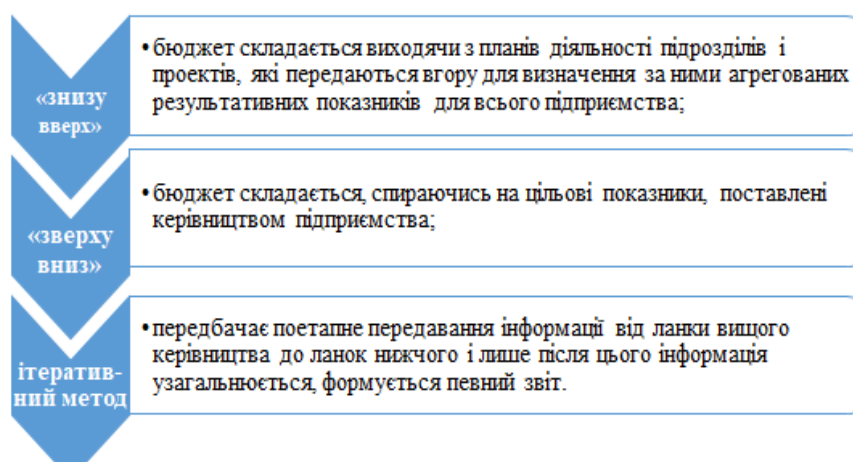 «знизу
вверх»
•бюджет складається виходячи з планів діяльності підрозділів і
проектів, які передаються вгору для визначення за ними агрегованих
результативних показників для всього підприємства;
«зверху
вниз»
•бюджет складається, спираючись на цільові показники, поставлені
керівництвом підприємства;
ітератив-
ний метод
•передбачає поетапне передавання інформації від ланки вищого
керівництва до ланок нижчого і лише після цього інформація
узагальнюється, формується певний звіт.